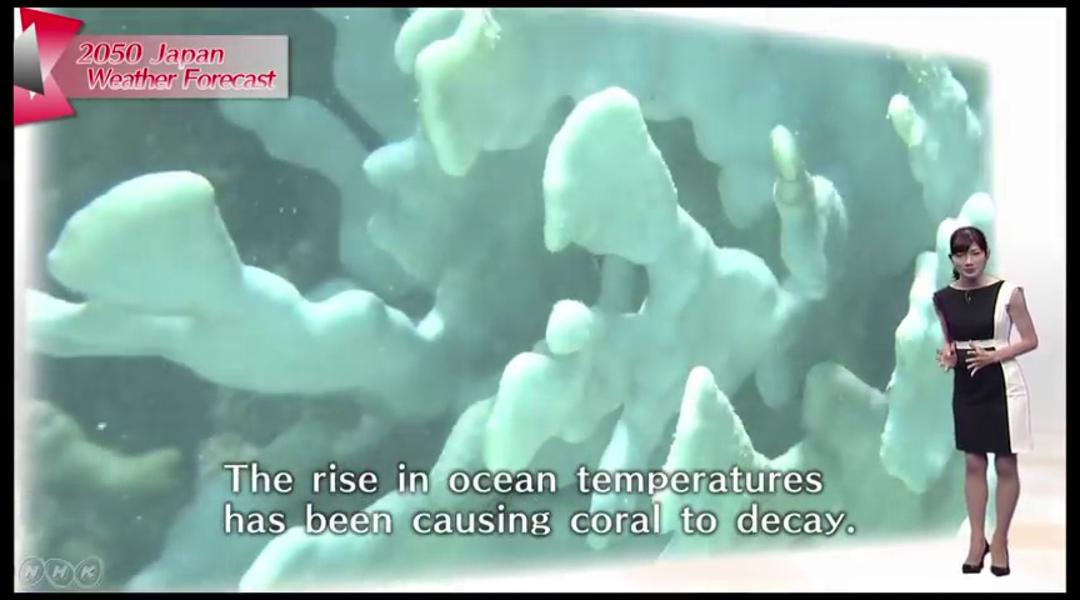 2050 Japan
Weather Forecast
The rise in ocean temperatures
has been causing coral to decay.
NHK